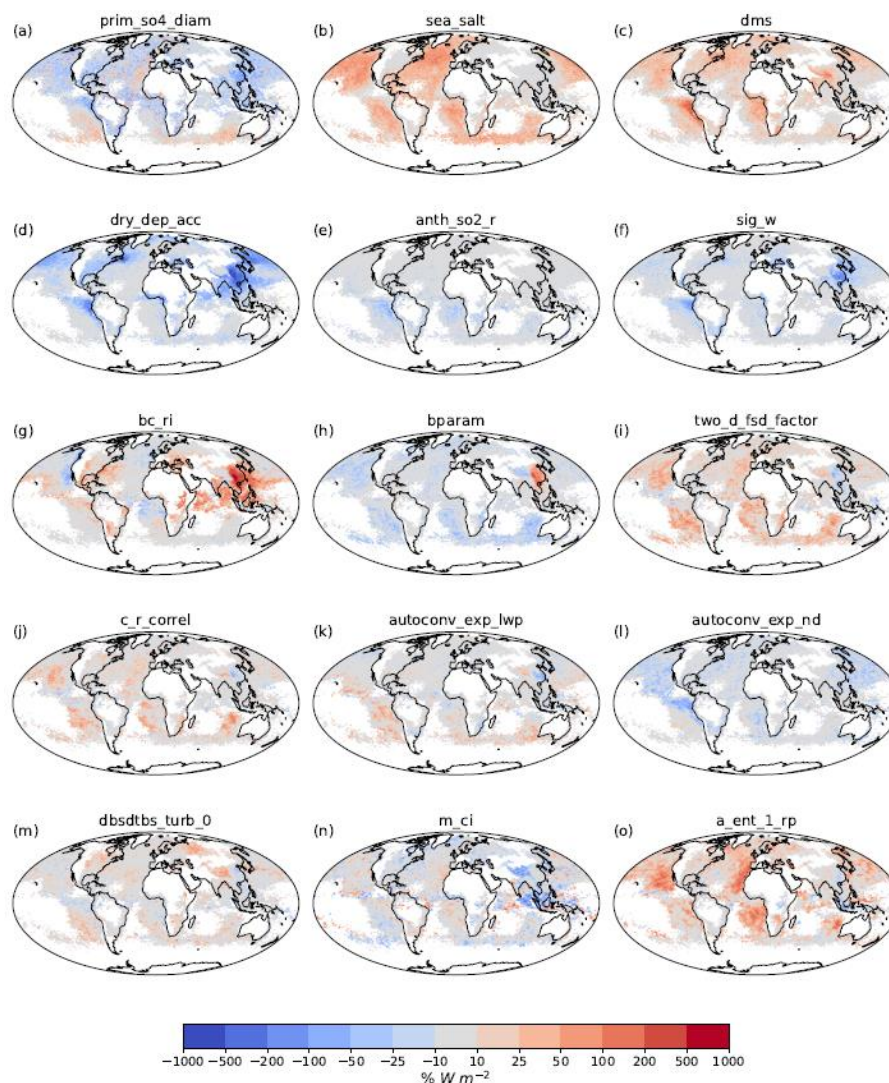 (a) prim_so4_diam (b) sea_salt (c) dms
(d) dry_dep_acc (e) anth_so2_r (f) sig_w
(g) bc_ri (h) bparam (i) two_d_fsd_factor
(j) c_r_correl (k) autoconv_exp_lwp (l) autoconv_exp_nd
(m) dbsdtbs_turb_0 (n) m_ci (o) a_ent_1_rp
−1000 −500 −200 −100 −50 −25 −10 10 25 50 100 200 500 1000
% W m⁻²